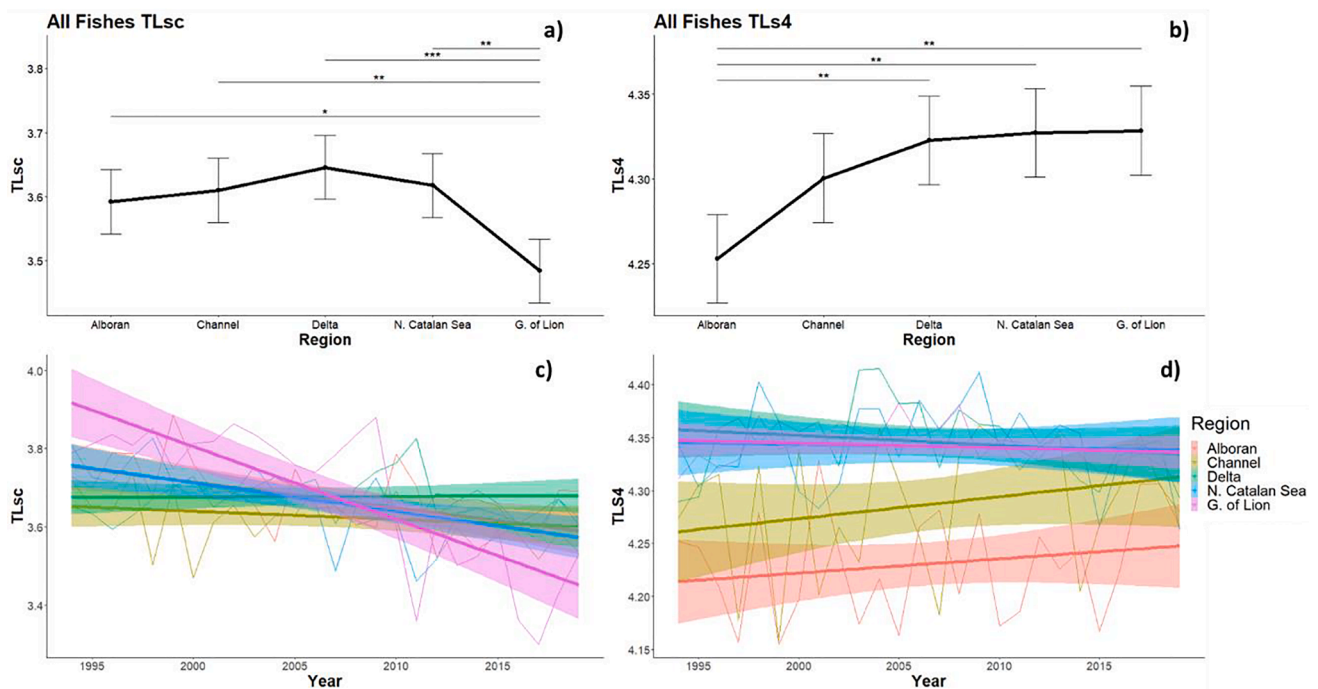 All Fishes TLsc
a)
**
***
**
*
3.8
3.7
3.6
3.5
TLsc
Alboran Channel Delta N. Catalan Sea G. of Lion
Region
All Fishes TLs4
b)
**
**
**
4.35
4.30
4.25
TLs4
Alboran Channel Delta N. Catalan Sea G. of Lion
Region
c)
4.0
3.8
3.6
3.4
TLsc
1995 2000 2005 2010 2015
Year
d)
4.40
4.35
4.30
4.25
4.20
4.15
TLS4
1995 2000 2005 2010 2015
Year
Region
Alboran
Channel
Delta
N. Catalan Sea
G. of Lion